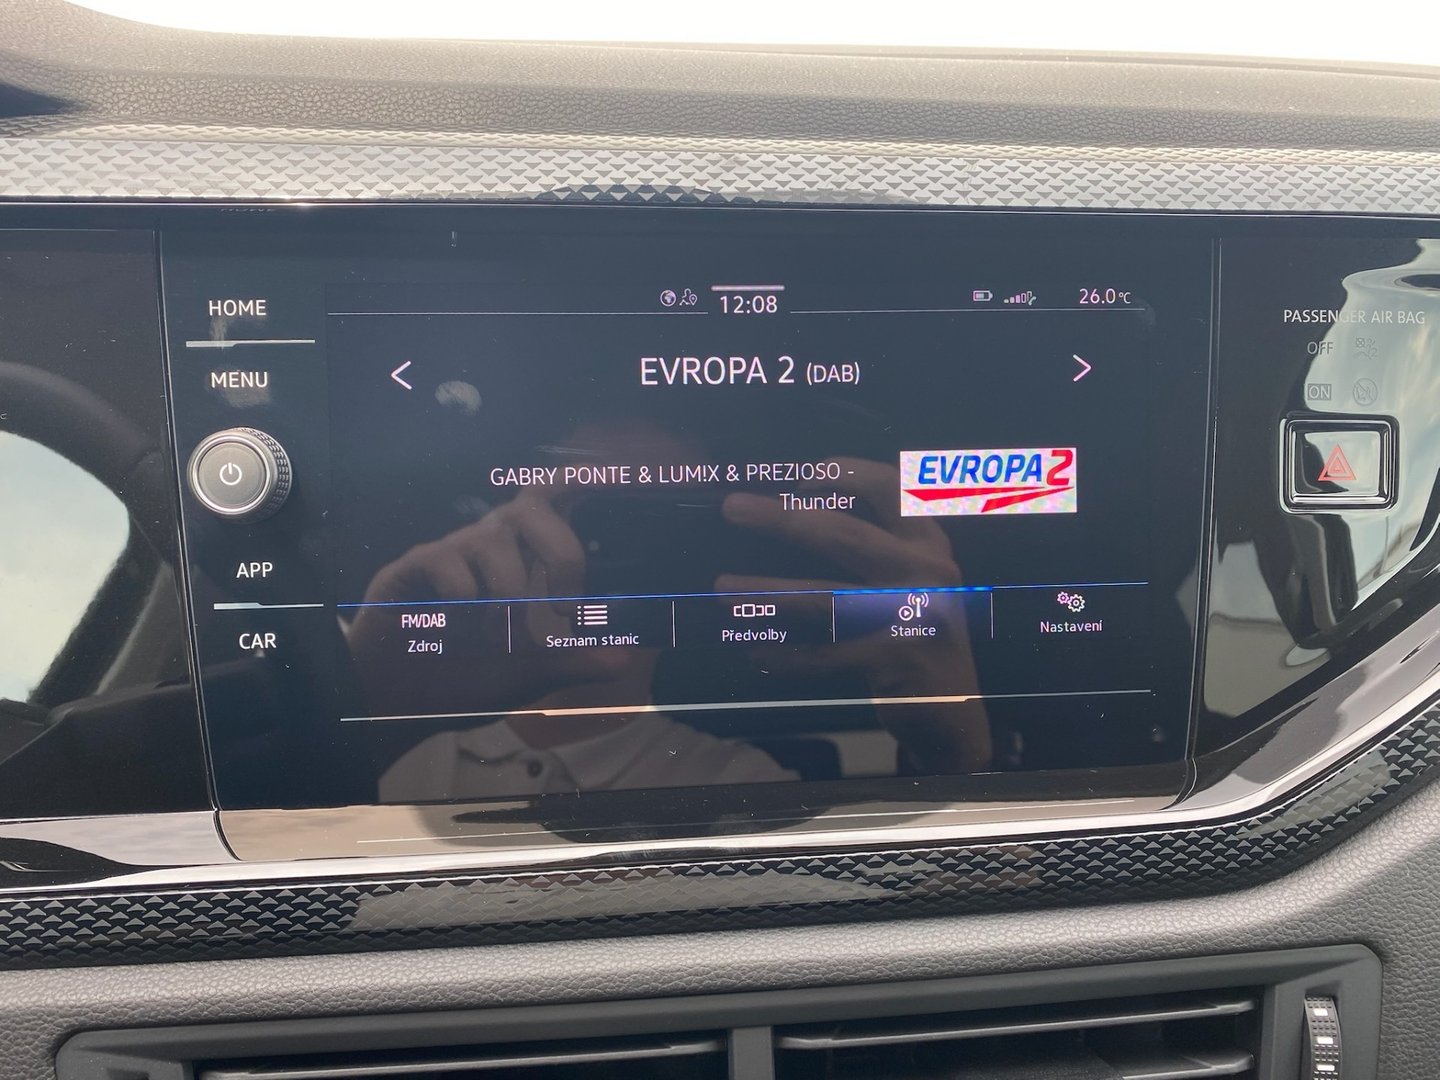 HOME
MENU
APP
CAR
12:08
26.0 °C
EVROPA 2 (DAB)
GABRY PONTE & LUM!X & PREZIOSO -
Thunder
EVROPA 2
FM/DAB
Zdroj
Seznam stanic
Předvolby
Stanice
Nastavení
PASSENGER AIR BAG
OFF
ON